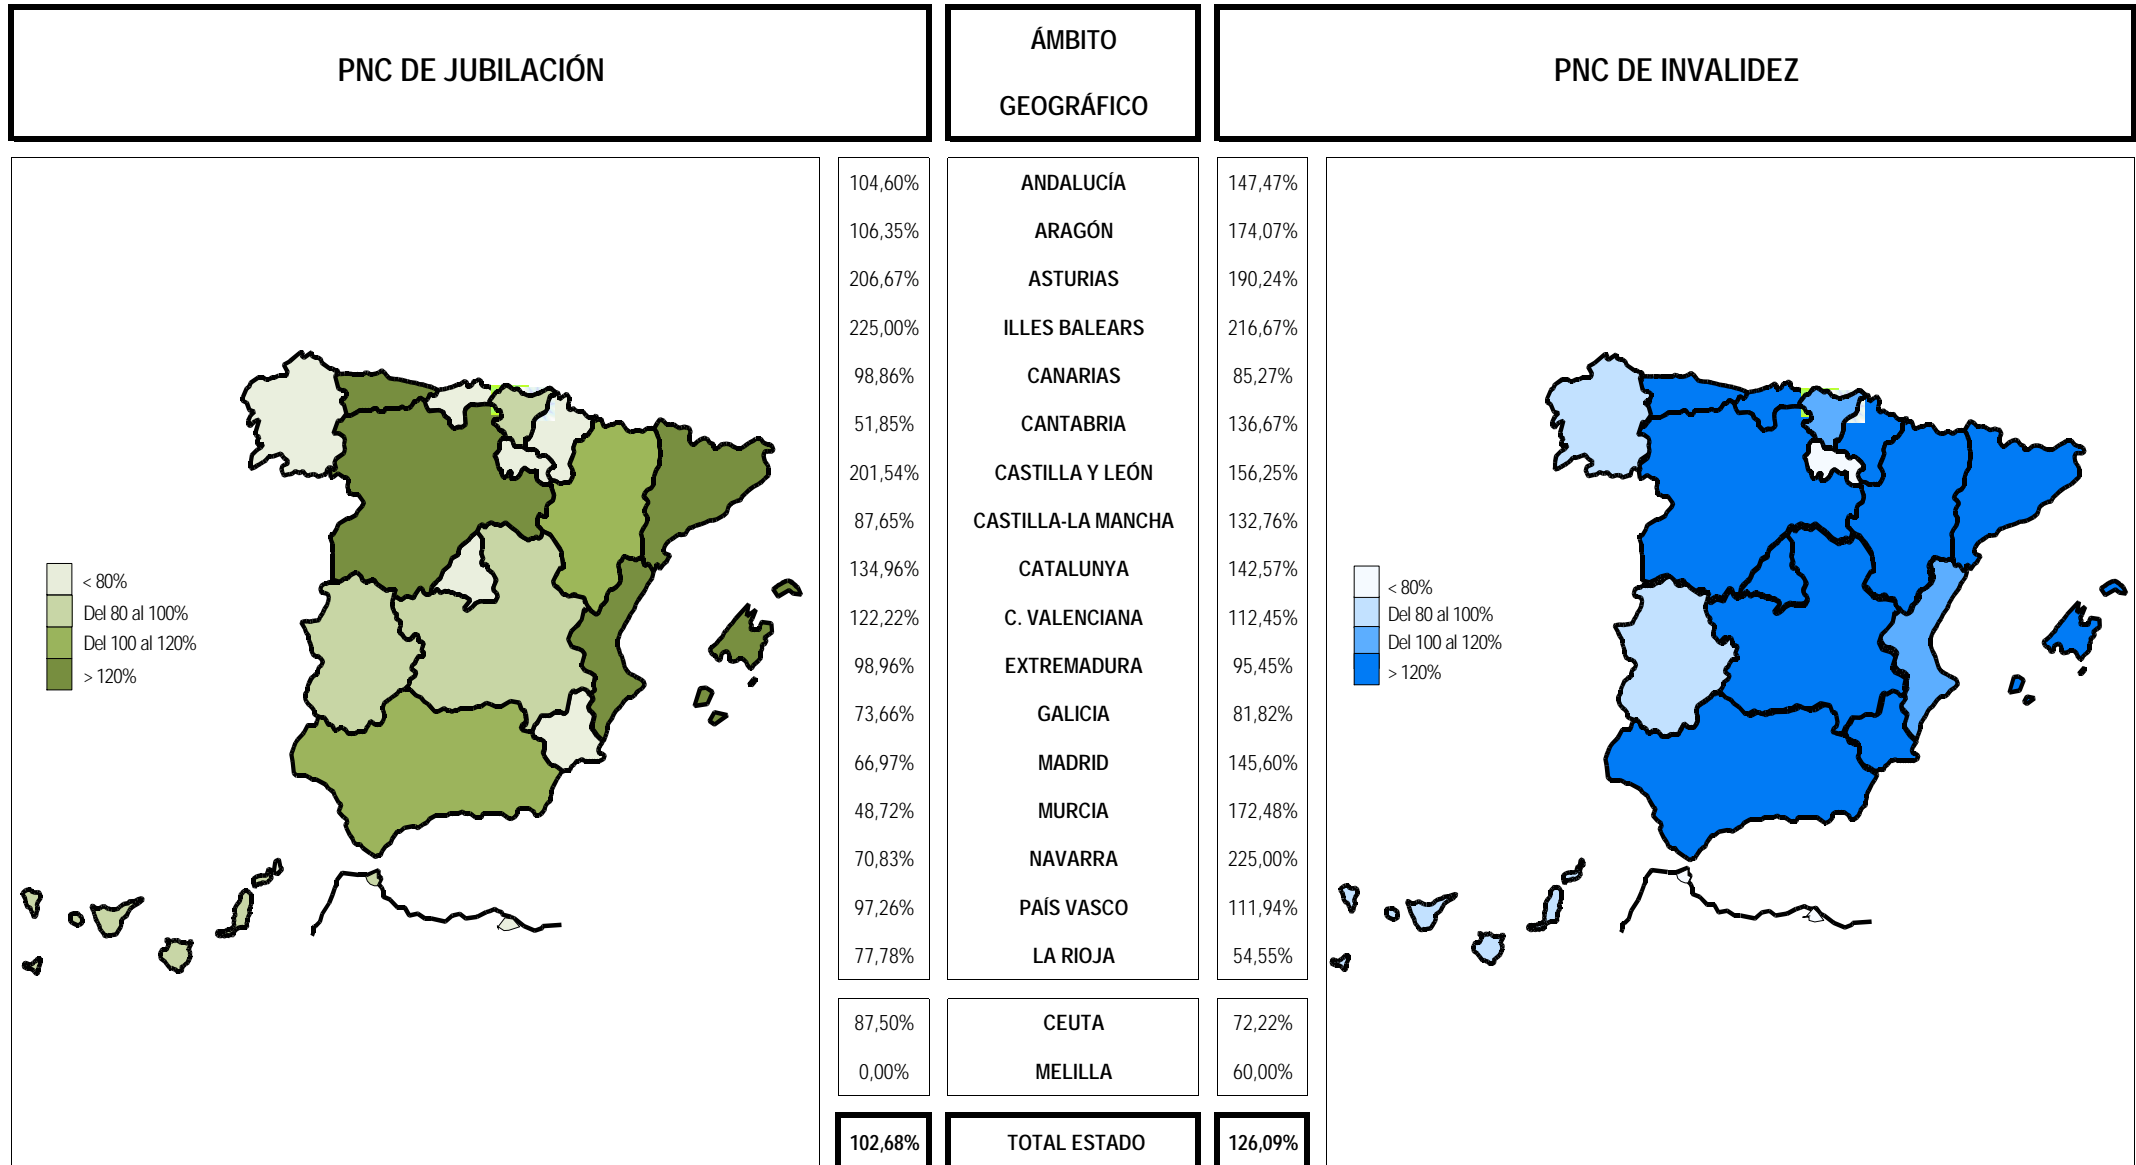 PNC DE JUBILACIÓN
ÁMBITO
GEOGRÁFICO
PNC DE INVALIDEZ
104,60% ANDALUCÍA 147,47%
106,35% ARAGÓN 174,07%
206,67% ASTURIAS 190,24%
225,00% ILLES BALEARS 216,67%
98,86% CANARIAS 85,27%
51,85% CANTABRIA 136,67%
201,54% CASTILLA Y LEÓN 156,25%
87,65% CASTILLA-LA MANCHA 132,76%
134,96% CATALUNYA 142,57%
122,22% C. VALENCIANA 112,45%
98,96% EXTREMADURA 95,45%
73,66% GALICIA 81,82%
66,97% MADRID 145,60%
48,72% MURCIA 172,48%
70,83% NAVARRA 225,00%
97,26% PAÍS VASCO 111,94%
77,78% LA RIOJA 54,55%
87,50% CEUTA 72,22%
0,00% MELILLA 60,00%
102,68% TOTAL ESTADO 126,09%
< 80%
Del 80 al 100%
Del 100 al 120%
> 120%
< 80%
Del 80 al 100%
Del 100 al 120%
> 120%